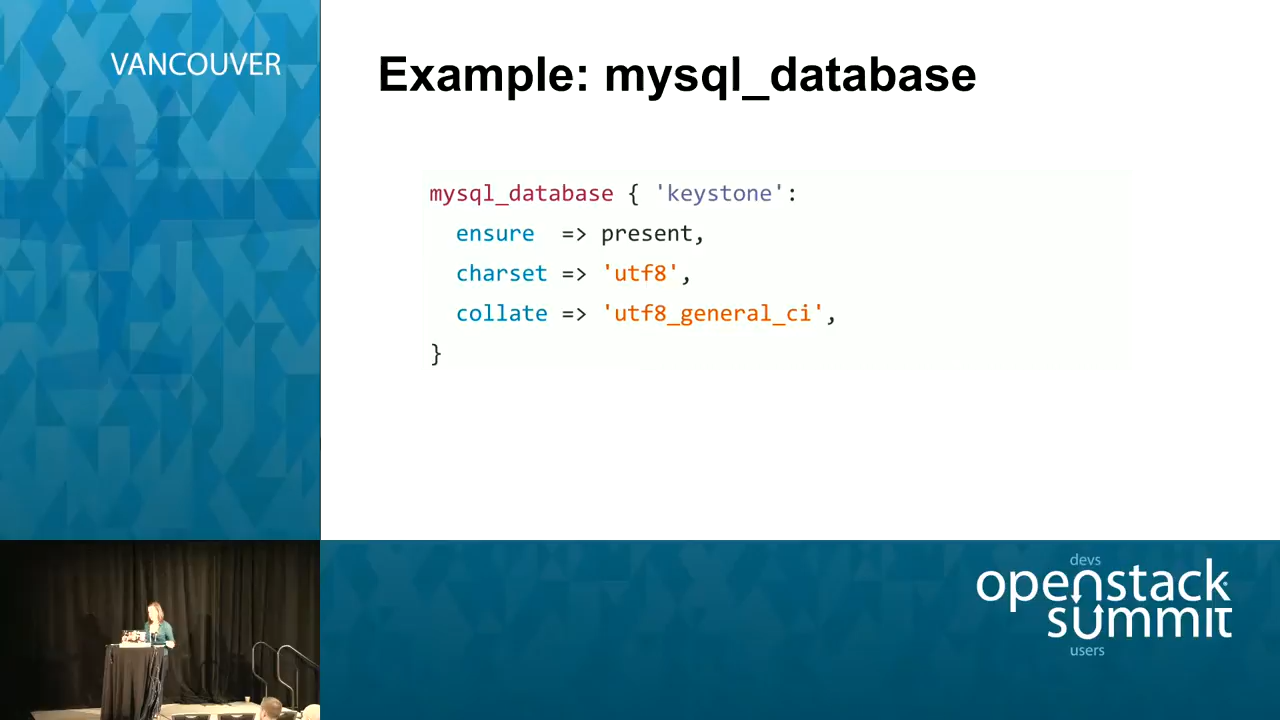 VANCOUVER
Example: mysql_database
mysql_database { 'keystone':
  ensure  => present,
  charset => 'utf8',
  collate => 'utf8_general_ci',
}
devs
openstack
summit
users